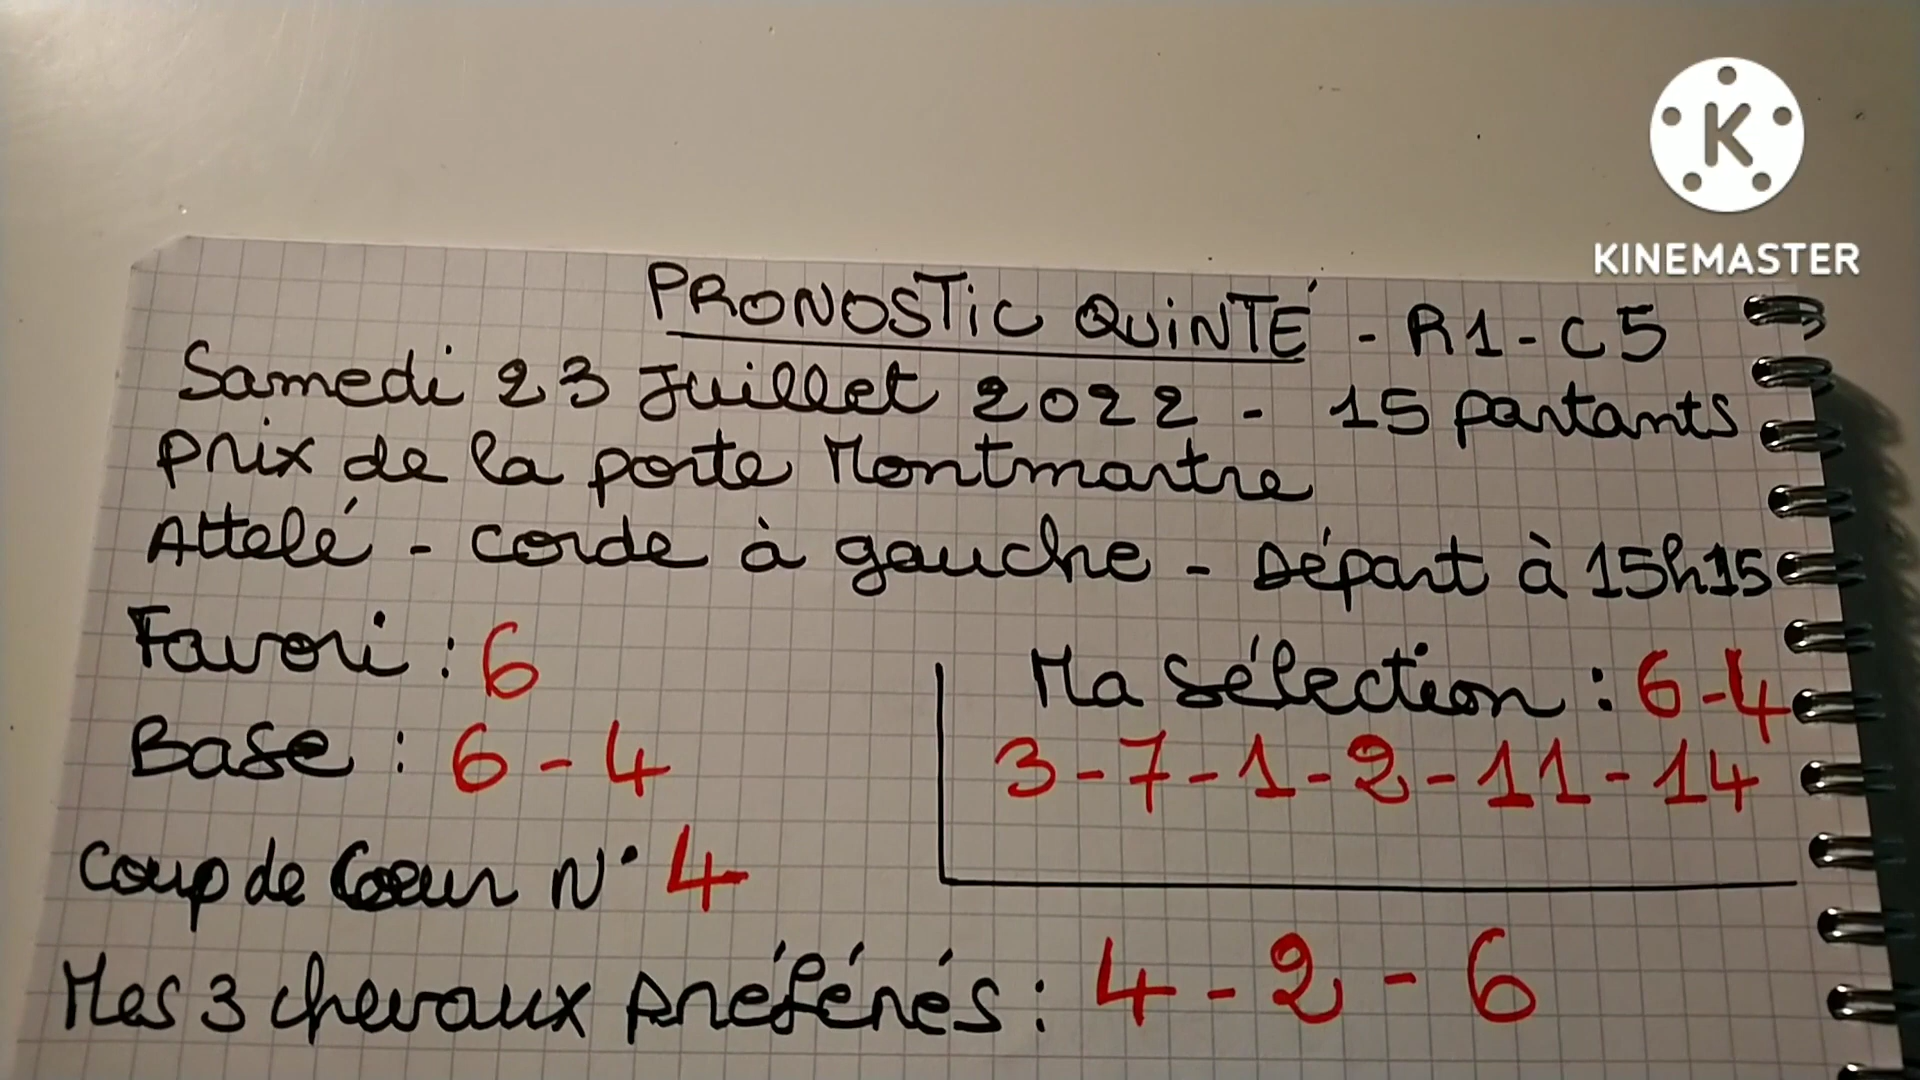 K
KINEMASTER
PRONOSTiC QUiNTÉ - R1 - C5
Samedi 23 Juillet 2022 - 15 partants
Prix de la porte Montmartre
Attelé - corde à gauche - Départ à 15h15
Favori : 6
Base : 6 - 4
Coup de Coeur N° 4
Ma Sélection : 6 - 4
3 - 7 - 1 - 2 - 11 - 14
Mes 3 chevaux préférés : 4 - 2 - 6